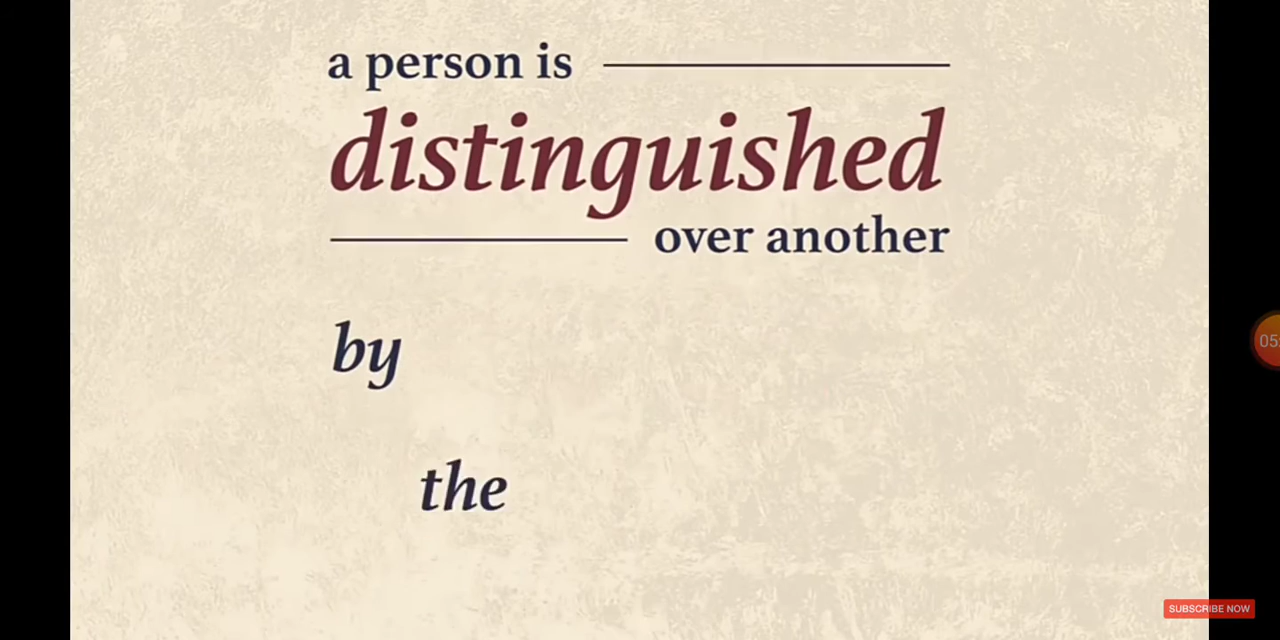 a person is
distinguished
over another
by
the
SUBSCRIBE NOW